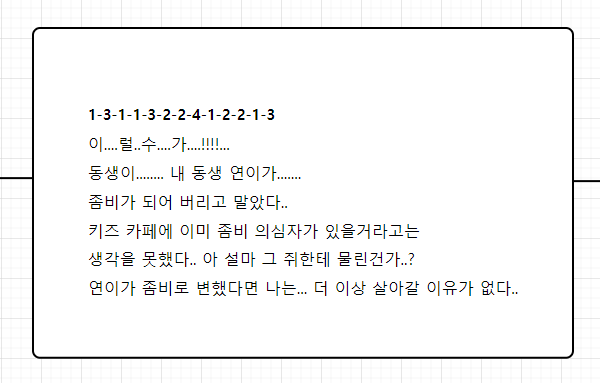 1-3-1-1-3-2-2-4-1-2-2-1-3
이....럴..수....가....!!!!...
동생이........ 내 동생 연이가.......
좀비가 되어 버리고 말았다..
키즈 카페에 이미 좀비 의심자가 있을거라고는
생각을 못했다.. 아 설마 그 쥐한테 물린건가..?
연이가 좀비로 변했다면 나는... 더 이상 살아갈 이유가 없다..